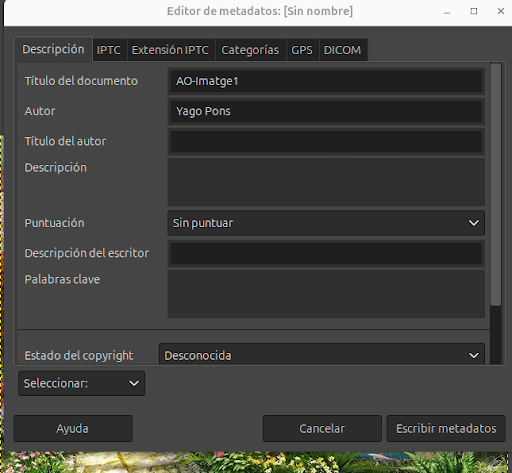 Editor de metadatos: [Sin nombre]
Descripción IPTC Extensión IPTC Categorías GPS DICOM
Título del documento AO-Imatge1
Autor Yago Pons
Título del autor
Descripción
Puntuación Sin puntuar
Descripción del escritor
Palabras clave
Estado del copyright Desconocida
Seleccionar:
Ayuda Cancelar Escribir metadatos